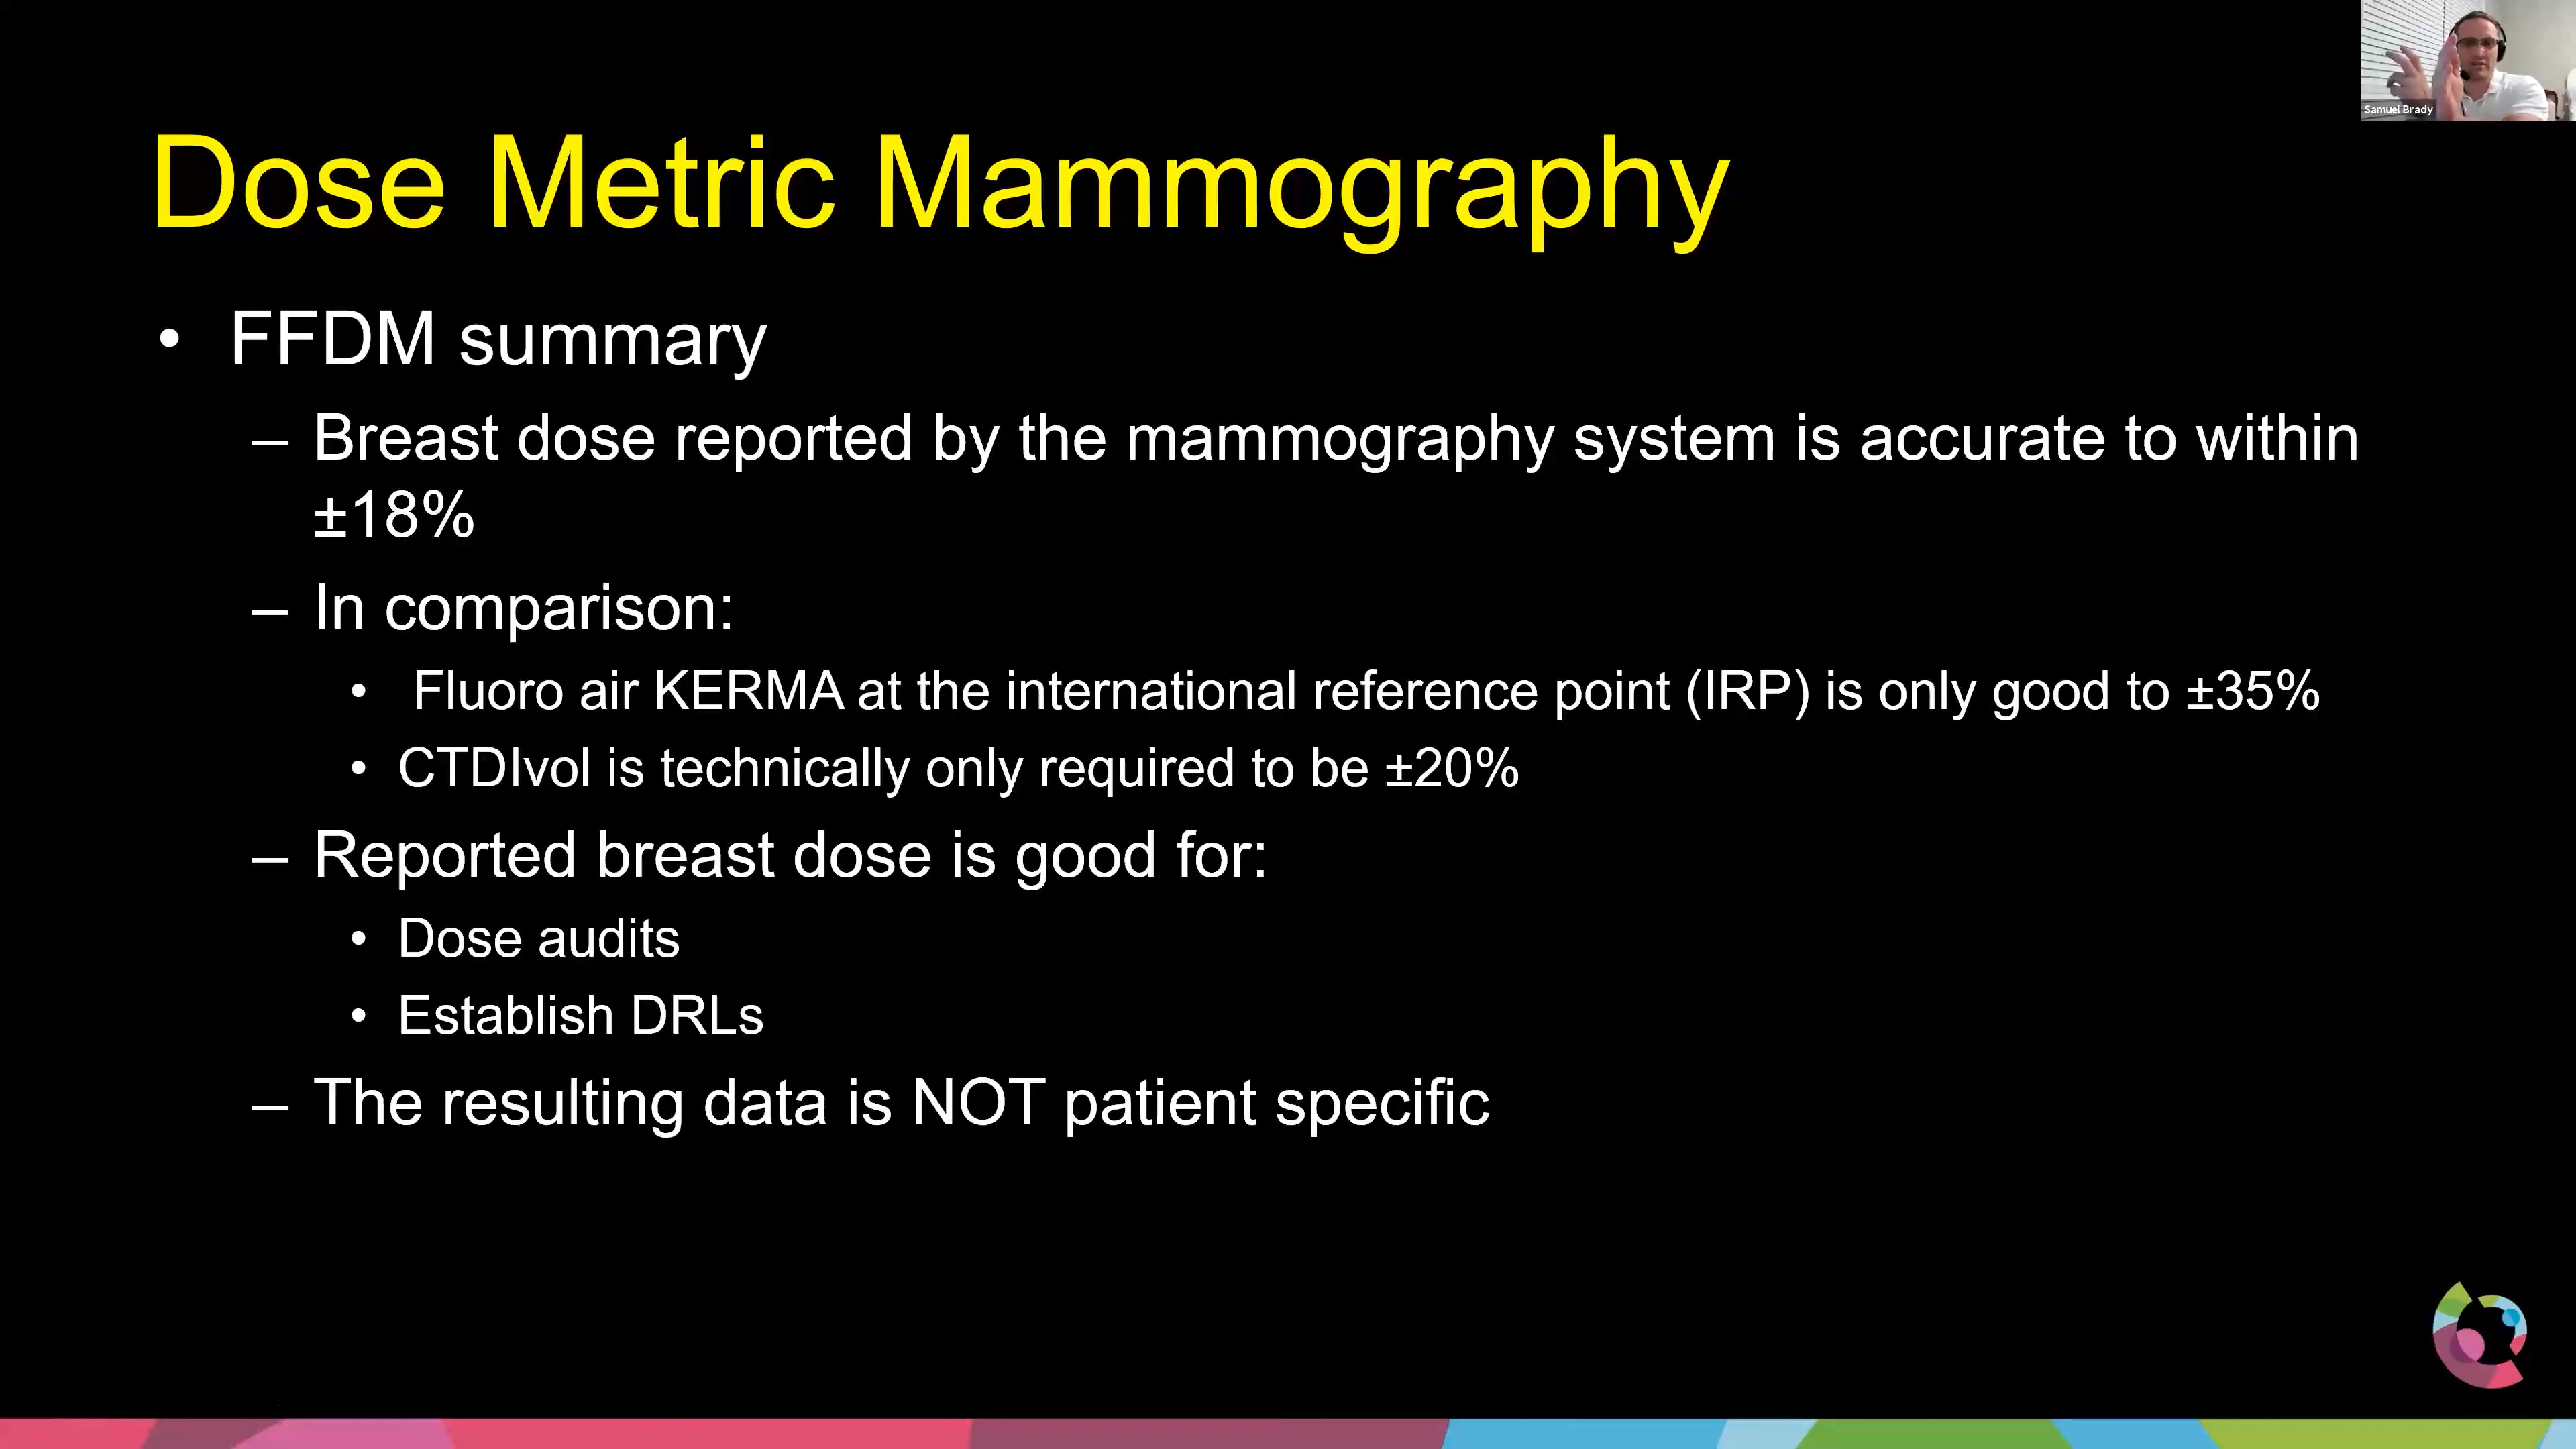 Samuel Brady
Dose Metric Mammography
• FFDM summary
– Breast dose reported by the mammography system is accurate to within
±18%
– In comparison:
• Fluoro air KERMA at the international reference point (IRP) is only good to ±35%
• CTDIvol is technically only required to be ±20%
– Reported breast dose is good for:
• Dose audits
• Establish DRLs
– The resulting data is NOT patient specific